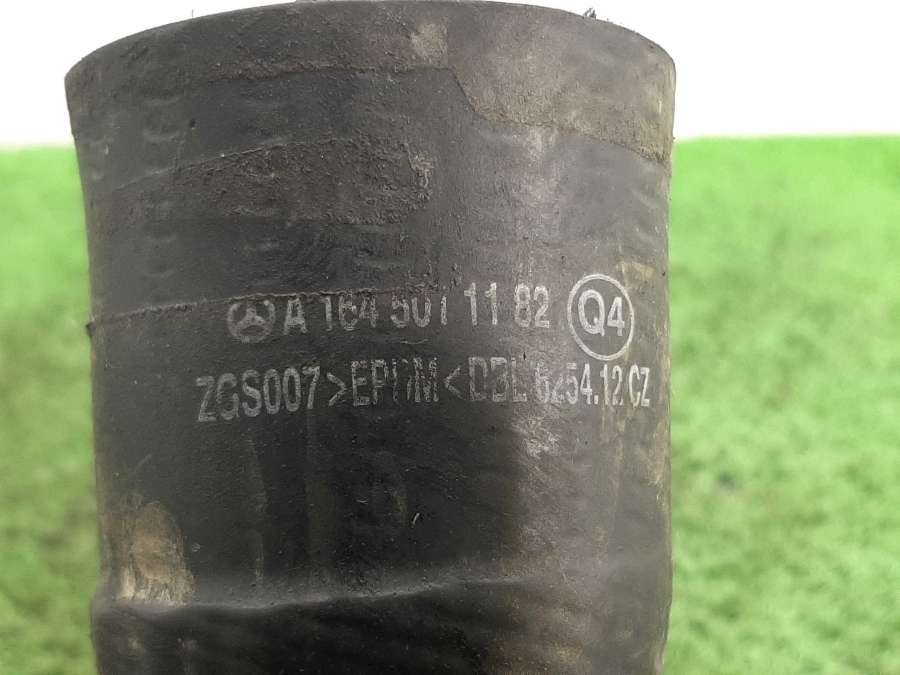 A 164 501 11 82 Q4
ZGS007 >EPDM< DBL 6254.12 CZ